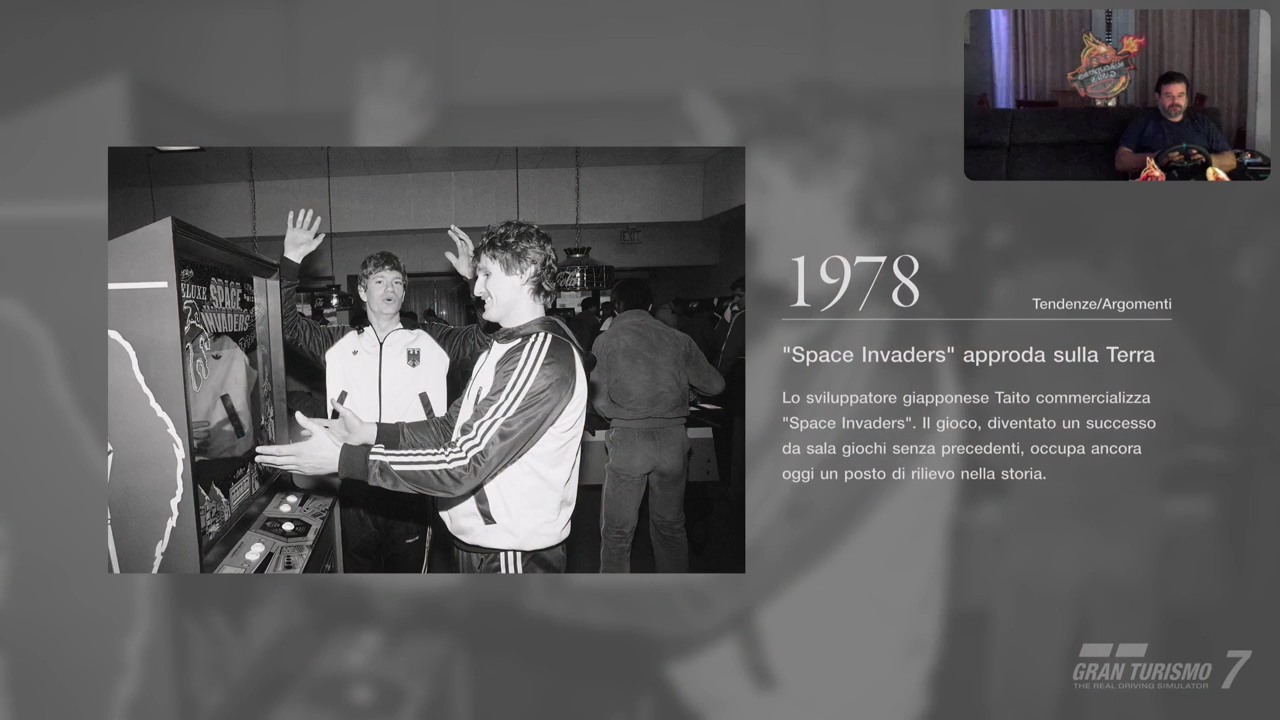 DELUXE SPACE
INVADERS
EXIT
1978
Tendenze/Argomenti
"Space Invaders" approda sulla Terra
Lo sviluppatore giapponese Taito commercializza
"Space Invaders". Il gioco, diventato un successo
da sala giochi senza precedenti, occupa ancora
oggi un posto di rilievo nella storia.
GRAN TURISMO 7
THE REAL DRIVING SIMULATOR